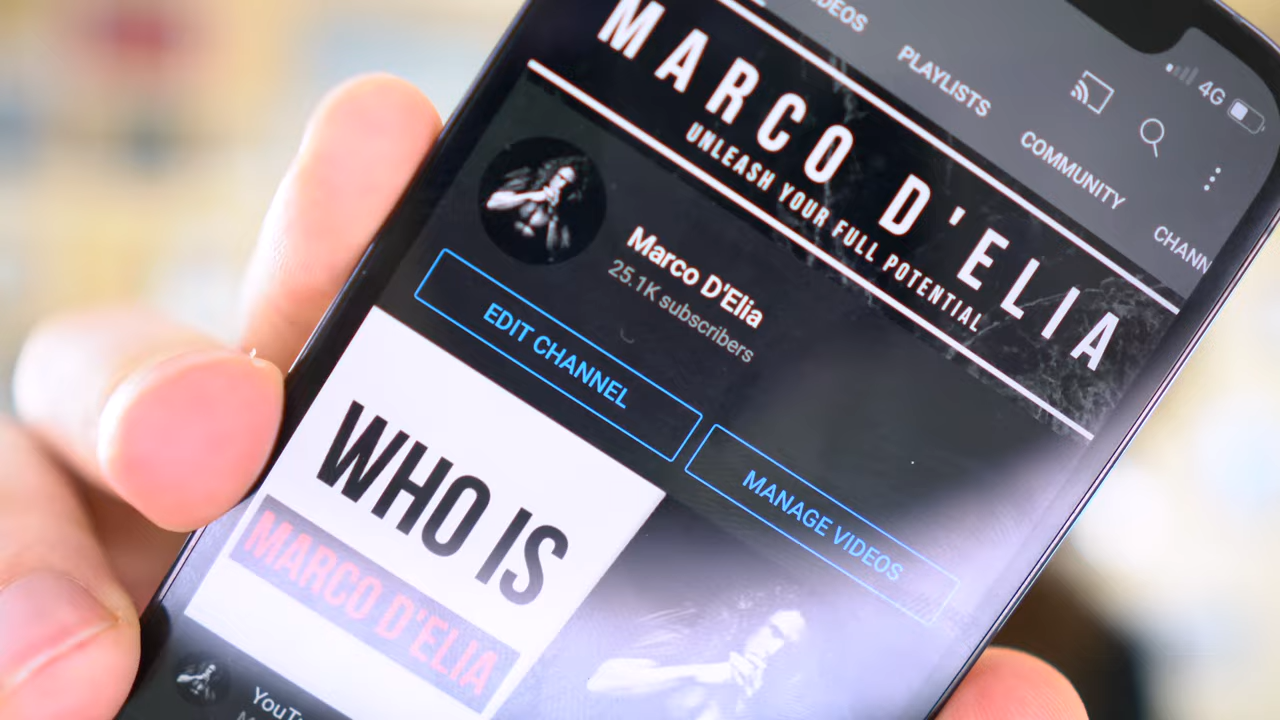 4G
PLAYLISTS
COMMUNITY
MARCO D'ELIA
UNLEASH YOUR FULL POTENTIAL
Marco D'Elia
25.1K subscribers
EDIT CHANNEL
MANAGE VIDEOS
WHO IS
MARCO D'ELIA